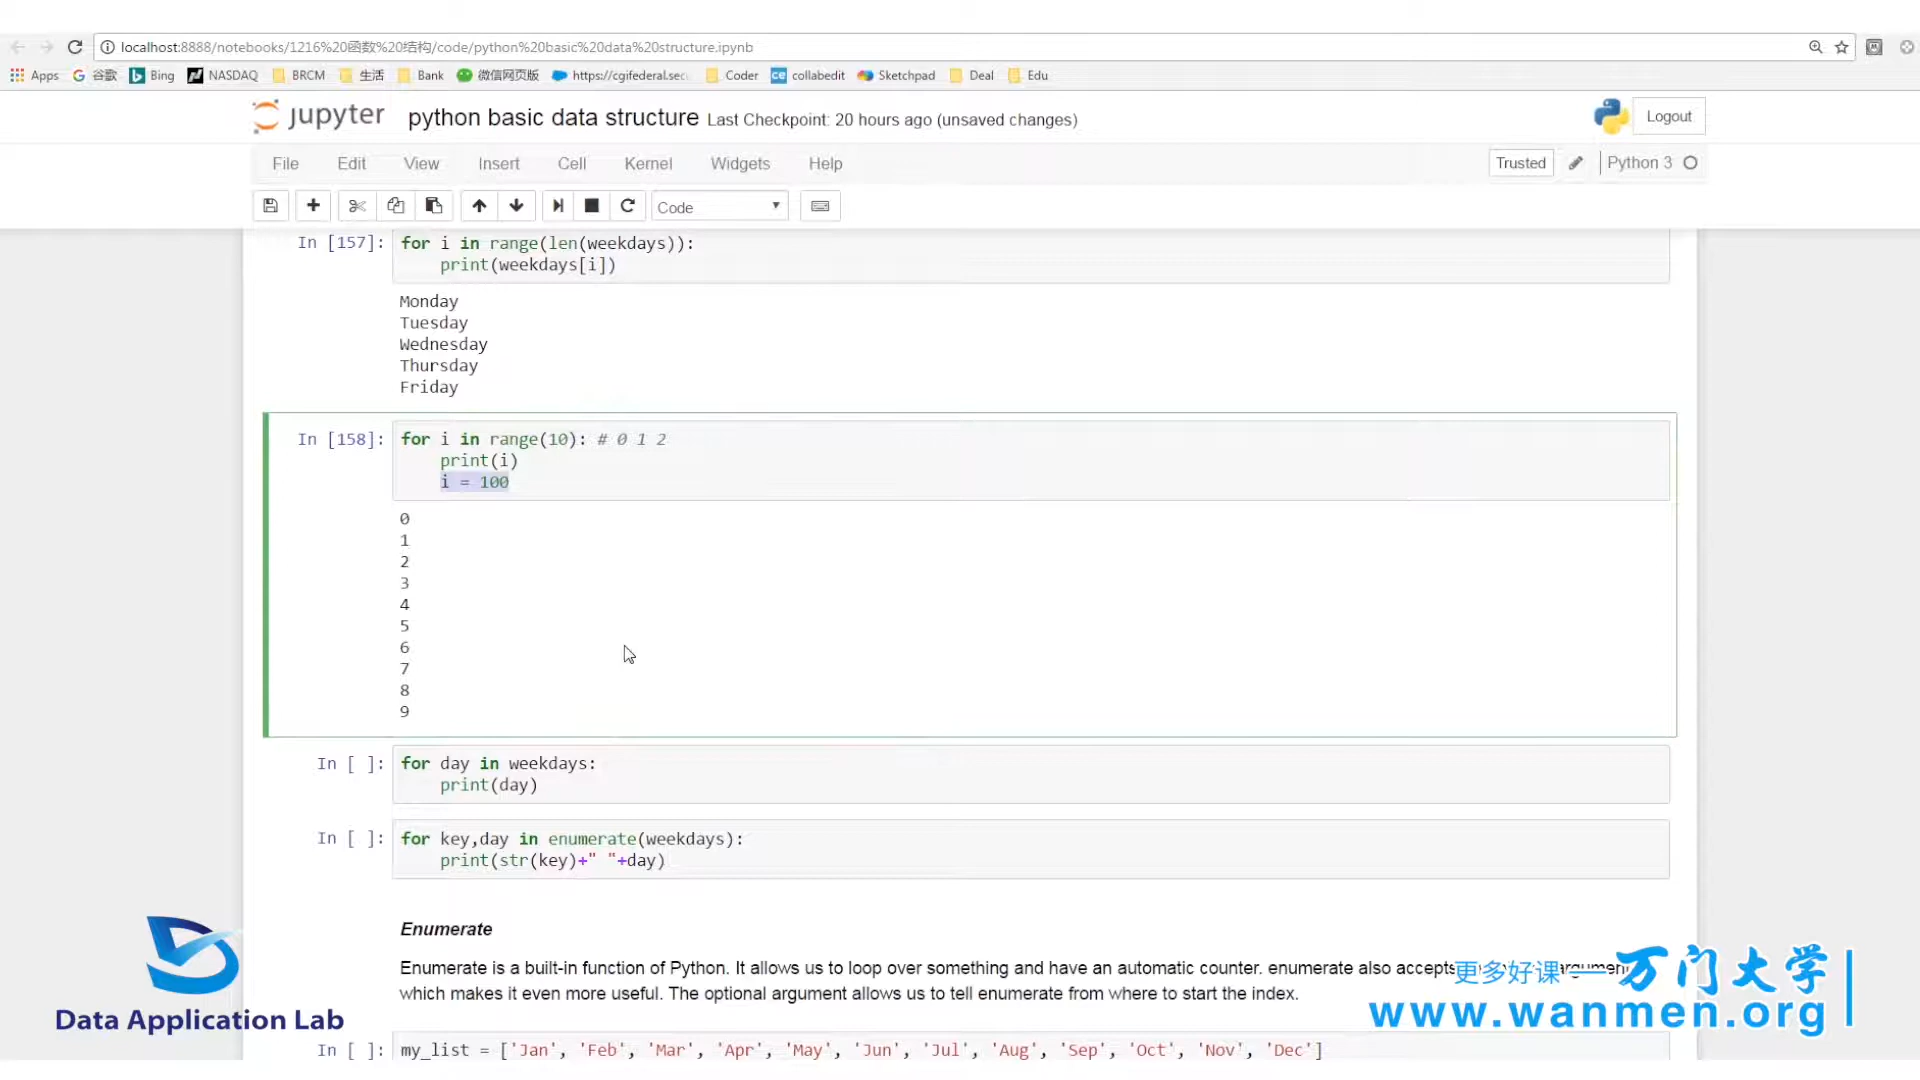 localhost:8888/notebooks/1216%20函数%20结构/code/python%20basic%20data%20structure.ipynb
Apps 谷歌 Bing NASDAQ BRCM 生活 Bank 微信网页版 https://cgifederal.sec Coder collabedit Sketchpad Deal Edu
jupyter python basic data structure Last Checkpoint: 20 hours ago (unsaved changes) Logout
File Edit View Insert Cell Kernel Widgets Help Trusted Python 3
Code
In [157]: for i in range(len(weekdays)):
print(weekdays[i])
Monday
Tuesday
Wednesday
Thursday
Friday
In [158]: for i in range(10): # 0 1 2
print(i)
i = 100
0
1
2
3
4
5
6
7
8
9
In [ ]: for day in weekdays:
print(day)
In [ ]: for key,day in enumerate(weekdays):
print(str(key)+" "+day)
Enumerate
Enumerate is a built-in function of Python. It allows us to loop over something and have an automatic counter. enumerate also accepts
which makes it even more useful. The optional argument allows us to tell enumerate from where to start the index.
更多好课——万门大学
www.wanmen.org
Data Application Lab
In [ ]: my_list = ['Jan', 'Feb', 'Mar', 'Apr', 'May', 'Jun', 'Jul', 'Aug', 'Sep', 'Oct', 'Nov', 'Dec']